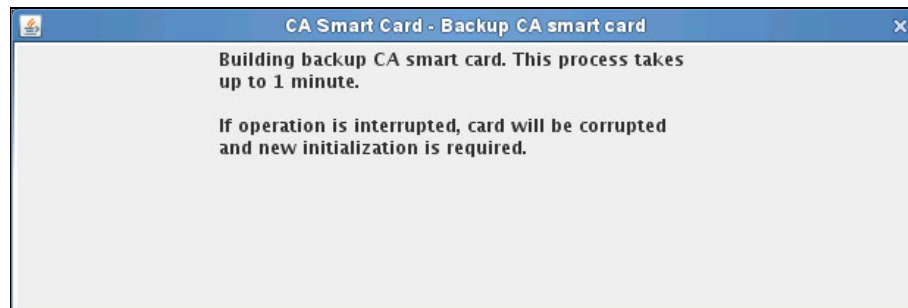 CA Smart Card - Backup CA smart card
Building backup CA smart card. This process takes
up to 1 minute.
If operation is interrupted, card will be corrupted
and new initialization is required.